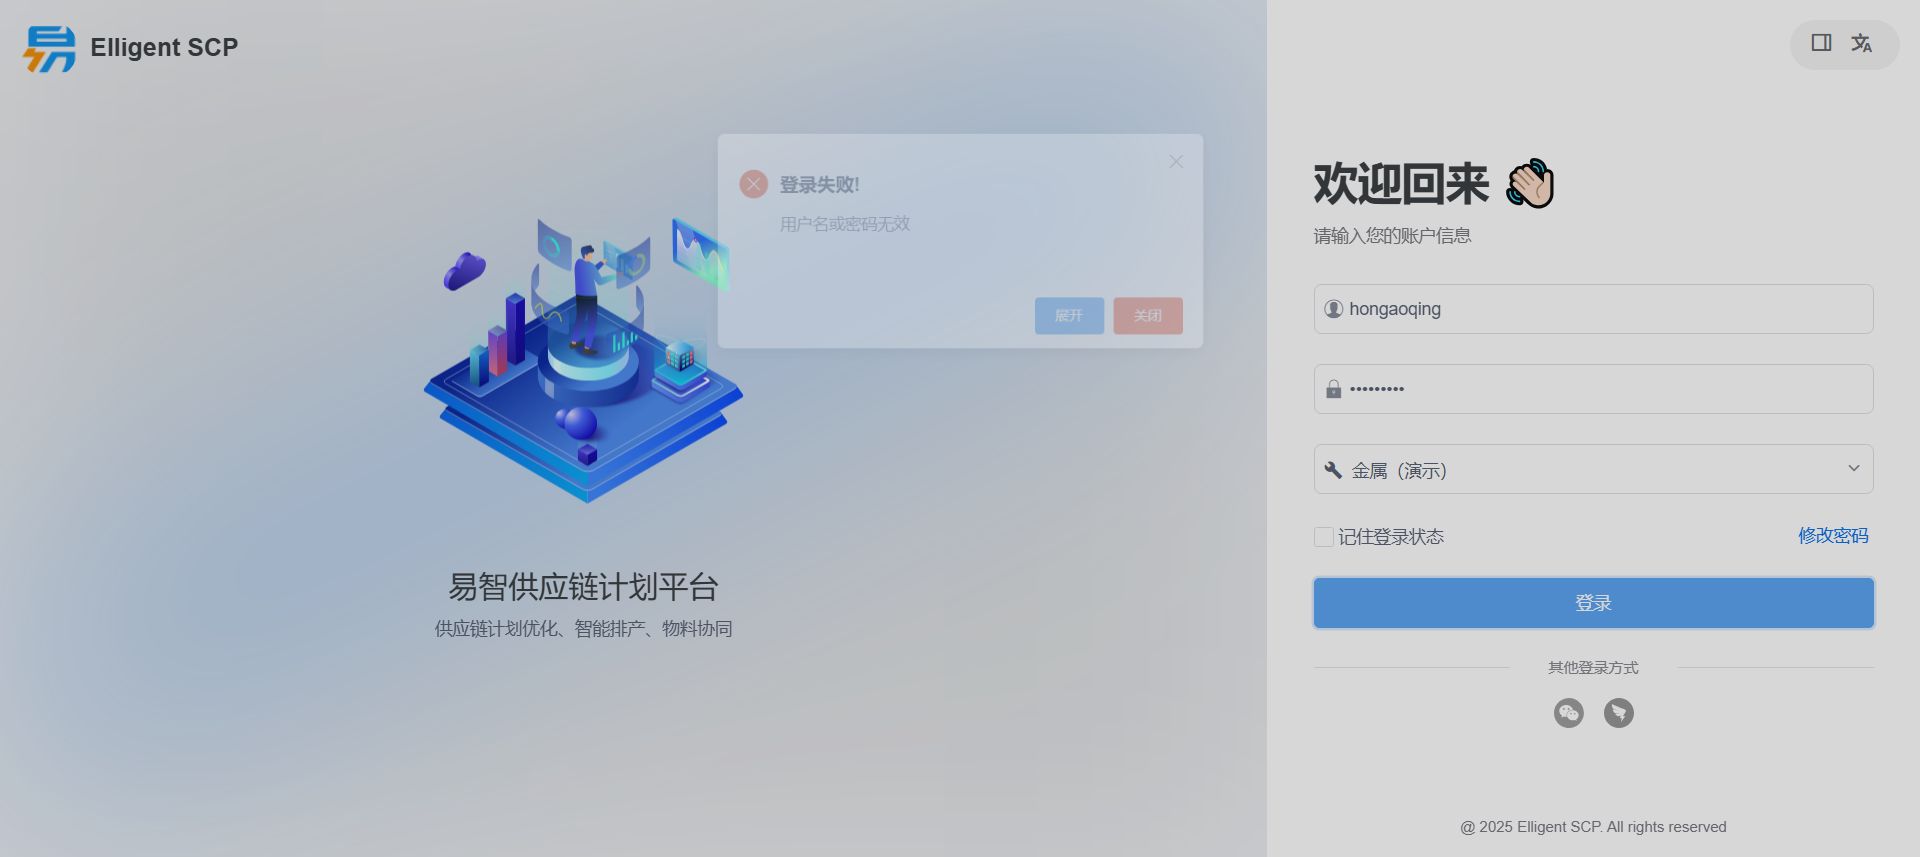 Elligent SCP
登录失败!
用户名或密码无效
展开 关闭
易智供应链计划平台
供应链计划优化、智能排产、物料协同
欢迎回来
请输入您的账户信息
hongaoqing
•••••••••
金属（演示）
记住登录状态 修改密码
登录
其他登录方式
@ 2025 Elligent SCP. All rights reserved